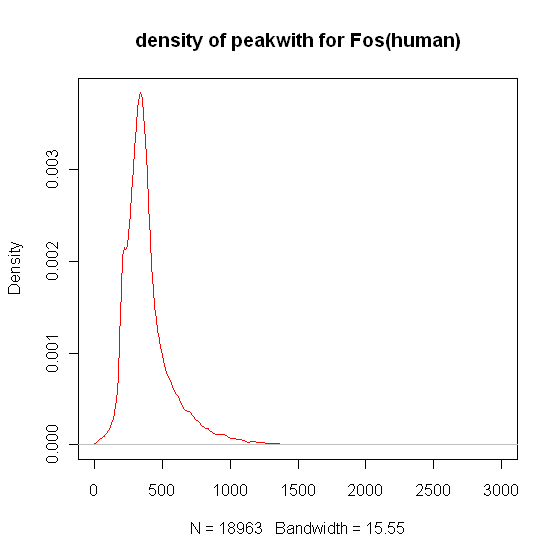 density of peakwith for Fos(human)
Density
0.003
0.002
0.001
0.000
0 500 1000 1500 2000 2500 3000
N = 18963 Bandwidth = 15.55